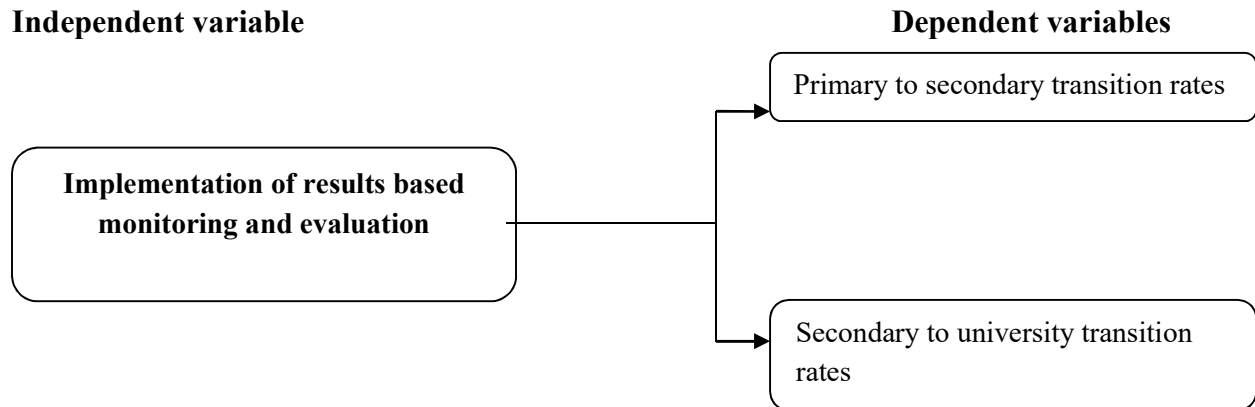 Independent variable
Dependent variables
Primary to secondary transition rates
Implementation of results based
monitoring and evaluation
Secondary to university transition
rates